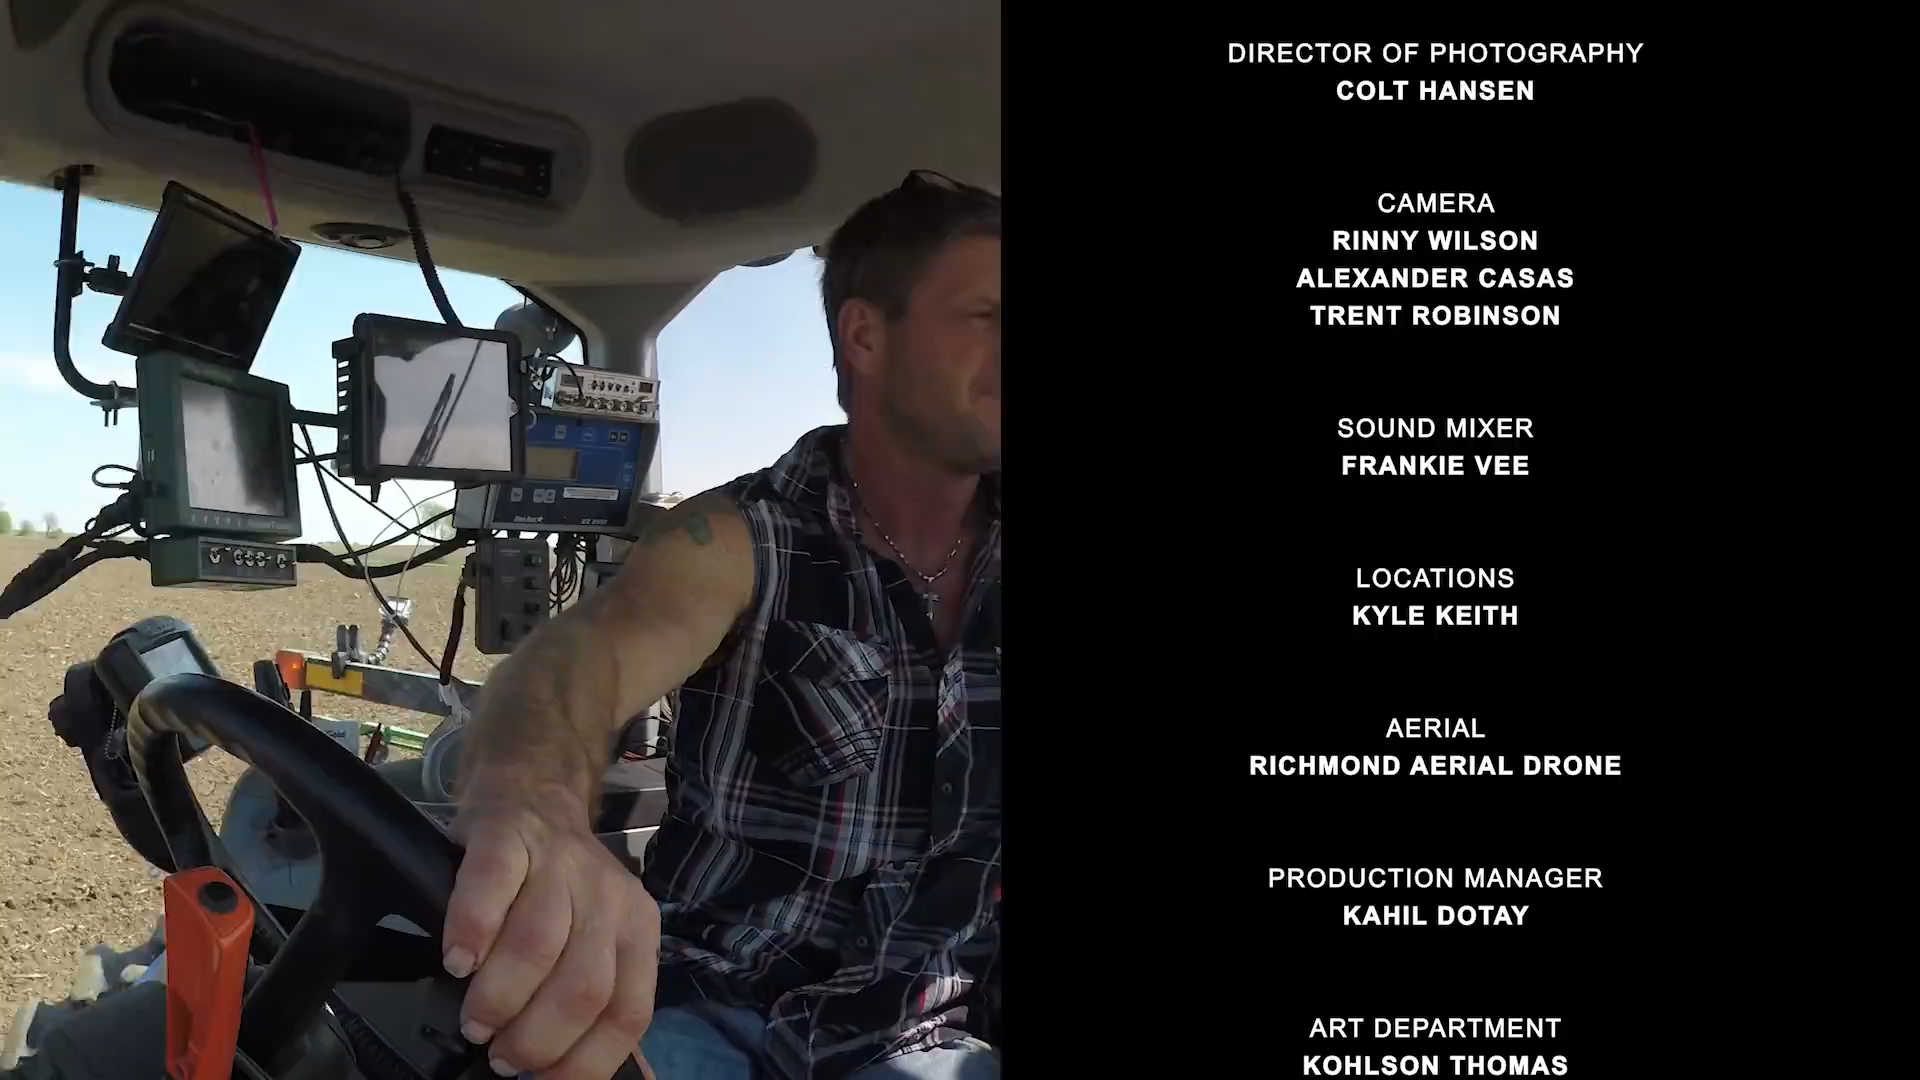 DIRECTOR OF PHOTOGRAPHY
COLT HANSEN
CAMERA
RINNY WILSON
ALEXANDER CASAS
TRENT ROBINSON
SOUND MIXER
FRANKIE VEE
LOCATIONS
KYLE KEITH
AERIAL
RICHMOND AERIAL DRONE
PRODUCTION MANAGER
KAHIL DOTAY
ART DEPARTMENT
KOHLSON THOMAS